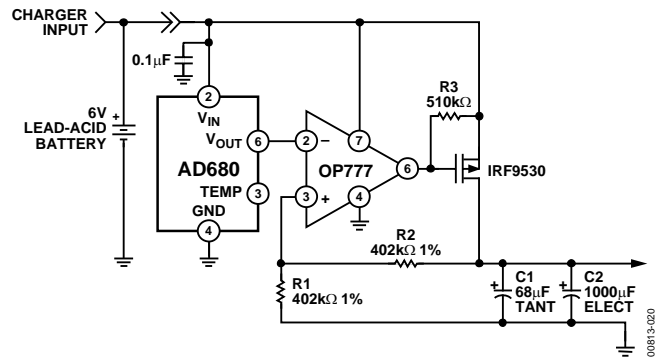 CHARGER
INPUT
0.1μF
6V
LEAD-ACID
BATTERY
+
2
VIN
VOUT
6
AD680
TEMP
3
GND
4
2
–
7
OP777
6
3
+
4
R3
510kΩ
IRF9530
R2
402kΩ 1%
R1
402kΩ 1%
+
C1
68μF
TANT
+
C2
1000μF
ELECT
00813-020